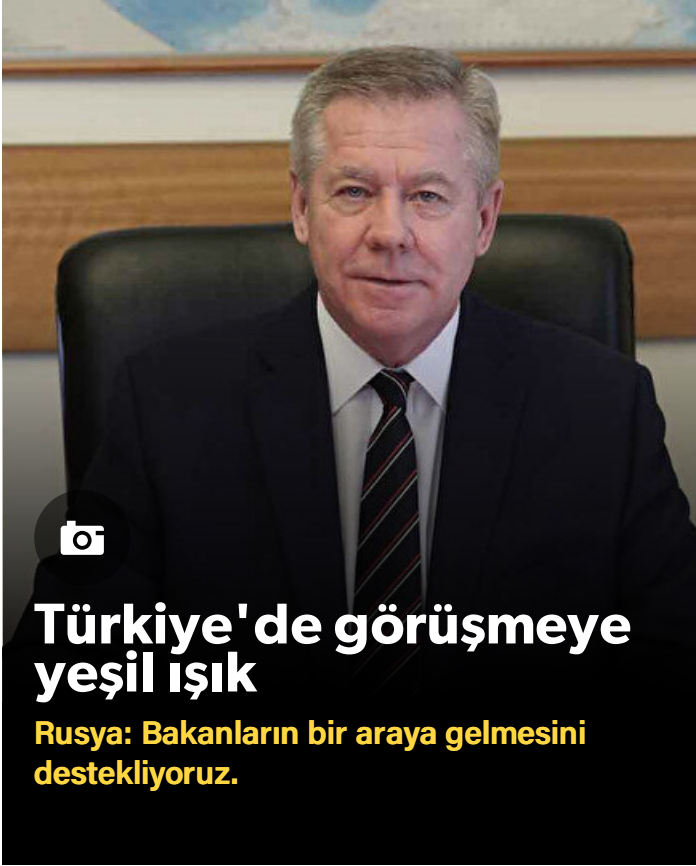 Türkiye'de görüşmeye
yeşil ışık
Rusya: Bakanların bir araya gelmesini
destekliyoruz.